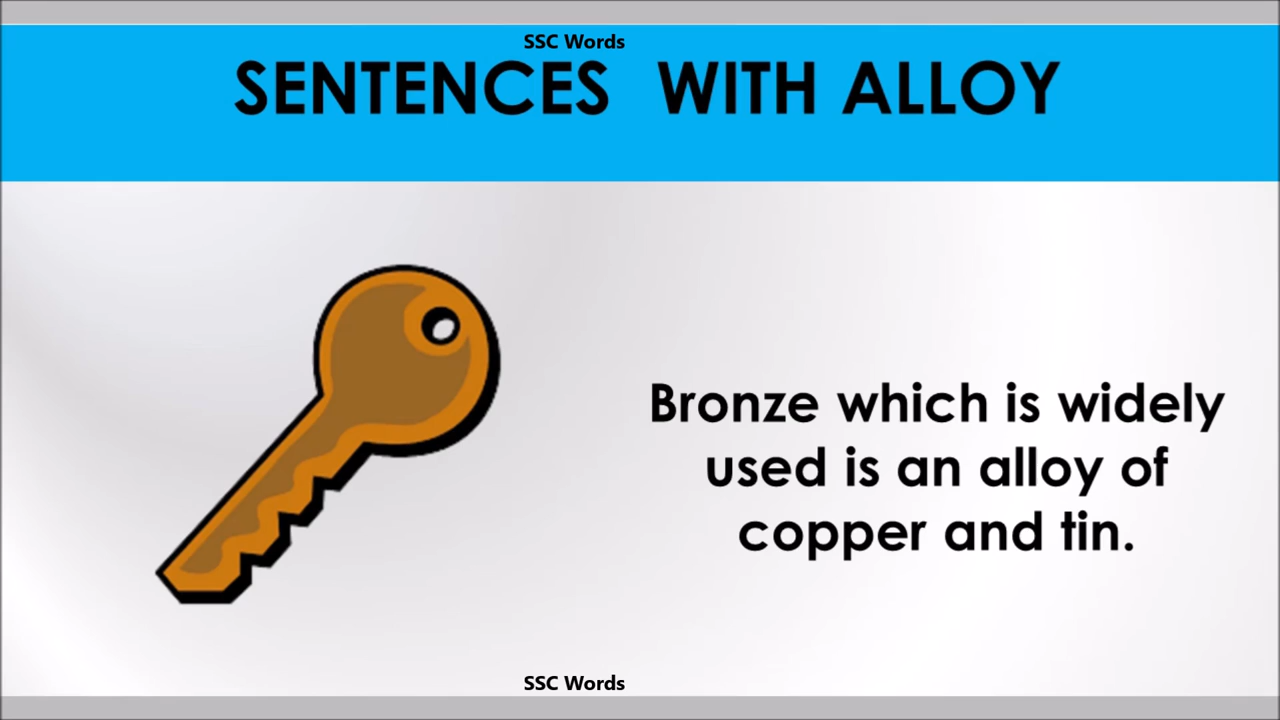 SSC Words
SENTENCES WITH ALLOY
Bronze which is widely
used is an alloy of
copper and tin.
SSC Words